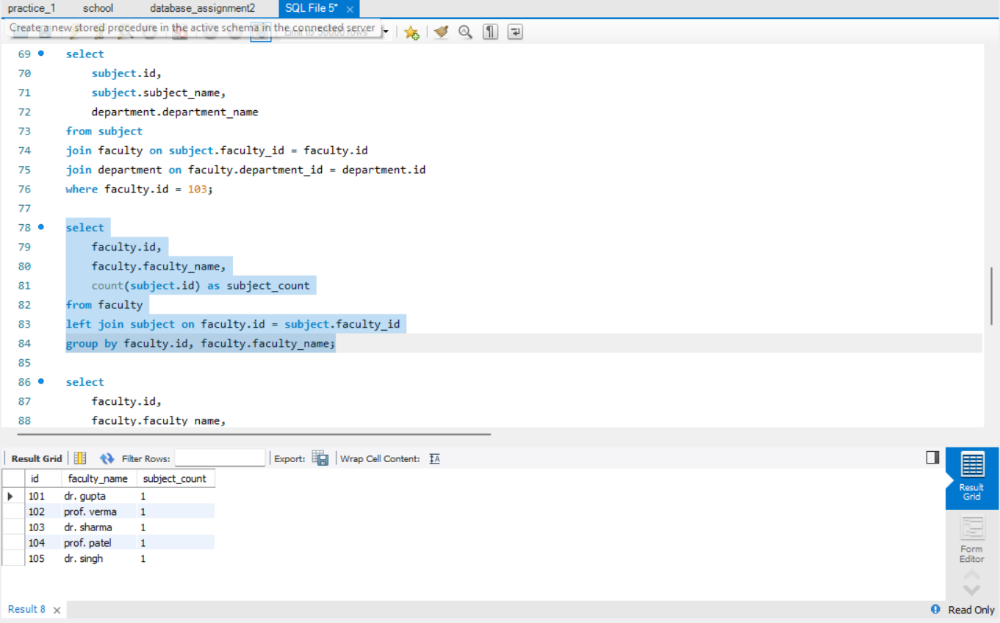 practice_1 school database_assignment2 SQL File 5*
Create a new stored procedure in the active schema in the connected server
Limit to 50000 rows
69 select
70 subject.id,
71 subject.subject_name,
72 department.department_name
73 from subject
74 join faculty on subject.faculty_id = faculty.id
75 join department on faculty.department_id = department.id
76 where faculty.id = 103;
77
78 select
79 faculty.id,
80 faculty.faculty_name,
81 count(subject.id) as subject_count
82 from faculty
83 left join subject on faculty.id = subject.faculty_id
84 group by faculty.id, faculty.faculty_name;
85
86 select
87 faculty.id,
88 faculty.faculty name,
Result Grid Filter Rows: Export: Wrap Cell Content:
id faculty_name subject_count
101 dr. gupta 1
102 prof. verma 1
103 dr. sharma 1
104 prof. patel 1
105 dr. singh 1
Result
Grid
Form
Editor
Result 8
Read Only